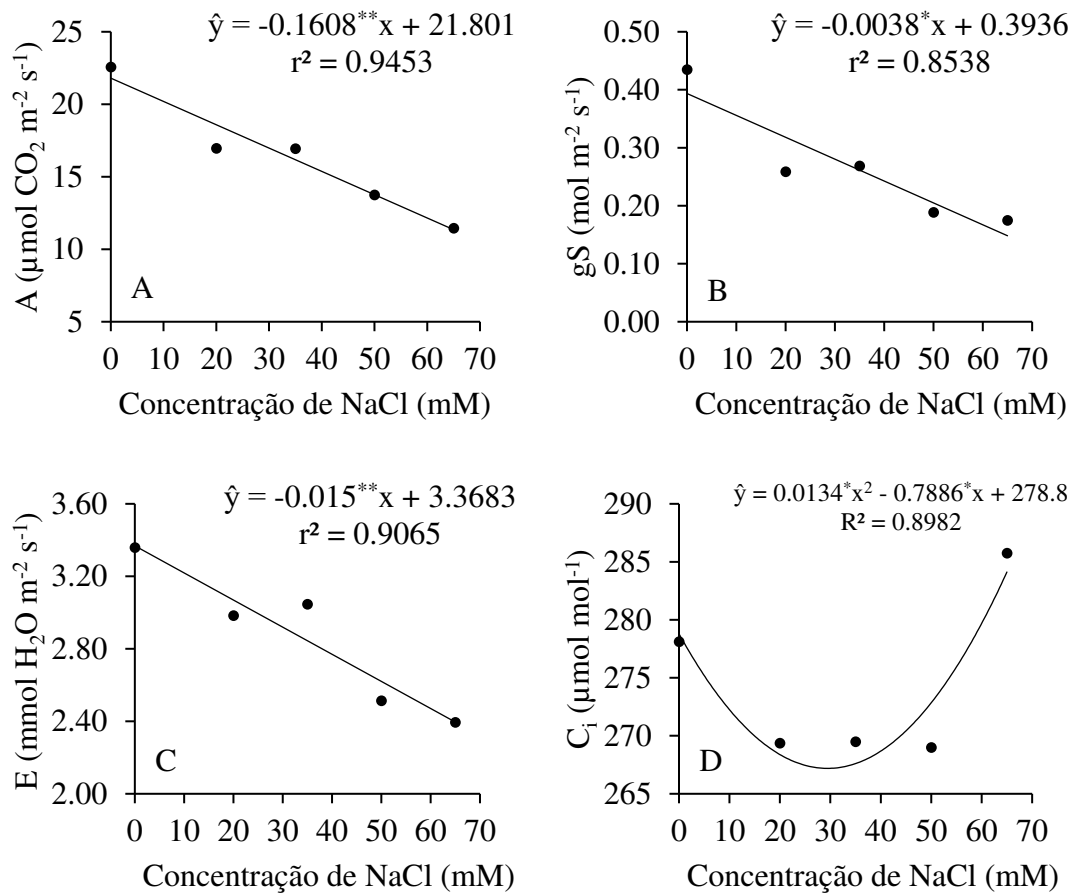 ŷ = -0.1608**x + 21.801
r² = 0.9453
A (µmol CO₂ m⁻² s⁻¹)
25
20
15
10
5
A
0 10 20 30 40 50 60 70
Concentração de NaCl (mM)
ŷ = -0.0038*x + 0.3936
r² = 0.8538
gS (mol m⁻² s⁻¹)
0.50
0.40
0.30
0.20
0.10
0.00
B
0 10 20 30 40 50 60 70
Concentração de NaCl (mM)
ŷ = -0.015**x + 3.3683
r² = 0.9065
E (mmol H₂O m⁻² s⁻¹)
3.60
3.20
2.80
2.40
2.00
C
0 10 20 30 40 50 60 70
Concentração de NaCl (mM)
ŷ = 0.0134*x² - 0.7886*x + 278.8
R² = 0.8982
Cᵢ (µmol mol⁻¹)
290
285
280
275
270
265
D
0 10 20 30 40 50 60 70
Concentração de NaCl (mM)